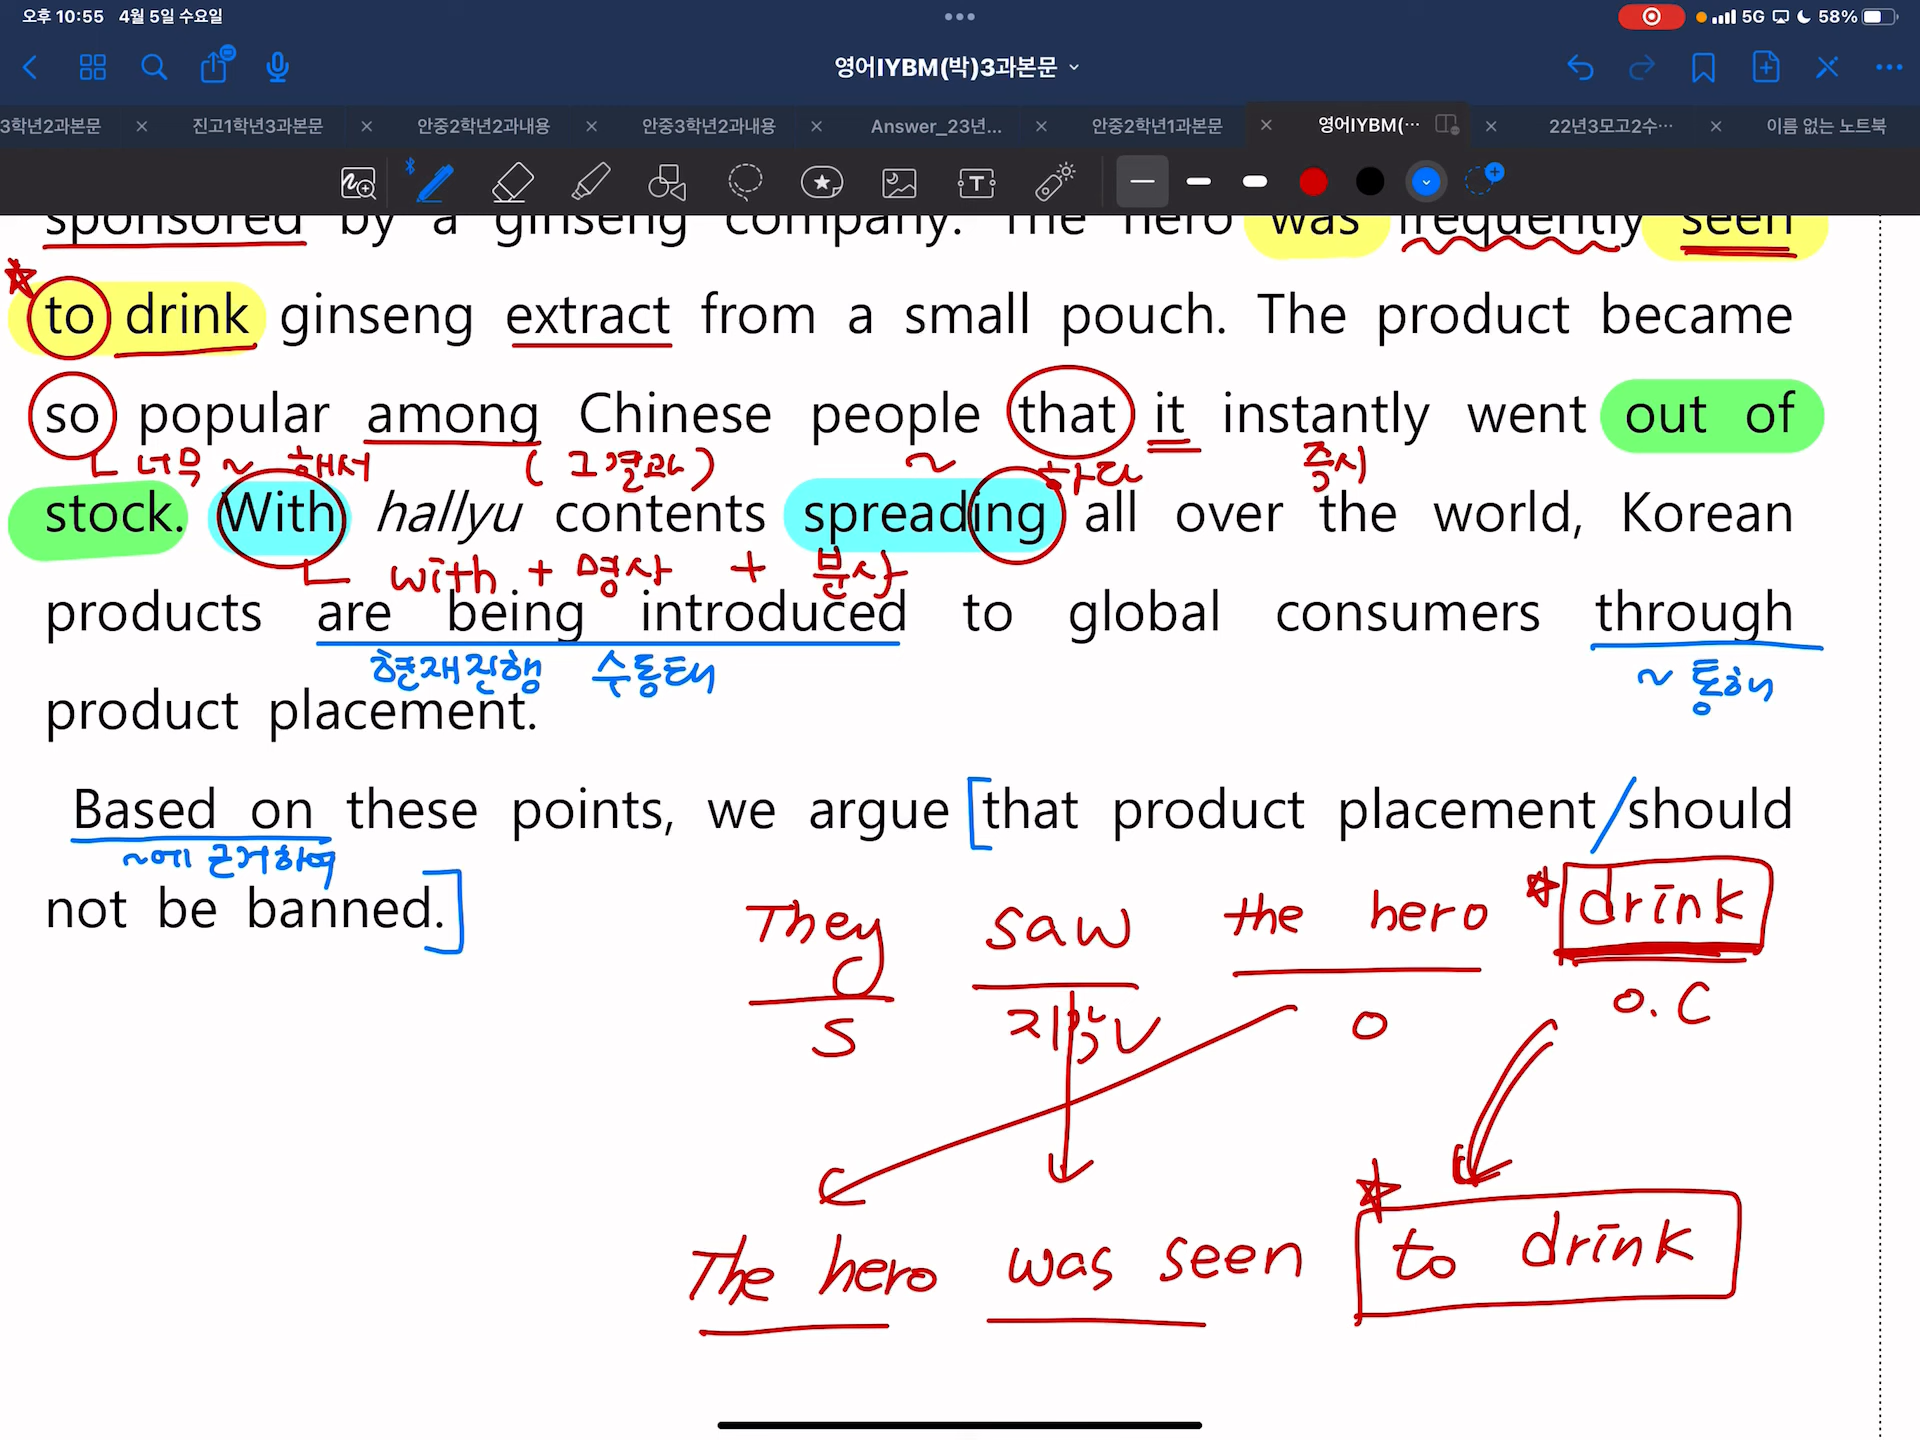 오후 10:55 4월 5일 수요일
5G 58%
영어IYBM(박)3과본문
3학년2과본문 진고1학년3과본문 안중2학년2과내용 안중3학년2과내용 Answer_23년... 안중2학년1과본문 영어IYBM(... 22년3모고2수... 이름 없는 노트북
sponsored by a ginseng company. The hero was frequently seen
to drink ginseng extract from a small pouch. The product became
so popular among Chinese people that it instantly went out of
너무 ~ 해서 ( 그결과 ) ~ 하다 즉시
stock. With hallyu contents spreading all over the world, Korean
with + 명사 + 분사
products are being introduced to global consumers through
현재진행 수동태 ~ 통해
product placement.
Based on these points, we argue [that product placement / should
~에 근거하여
not be banned.]
They saw the hero drink
S 지각V O O.C
The hero was seen to drink